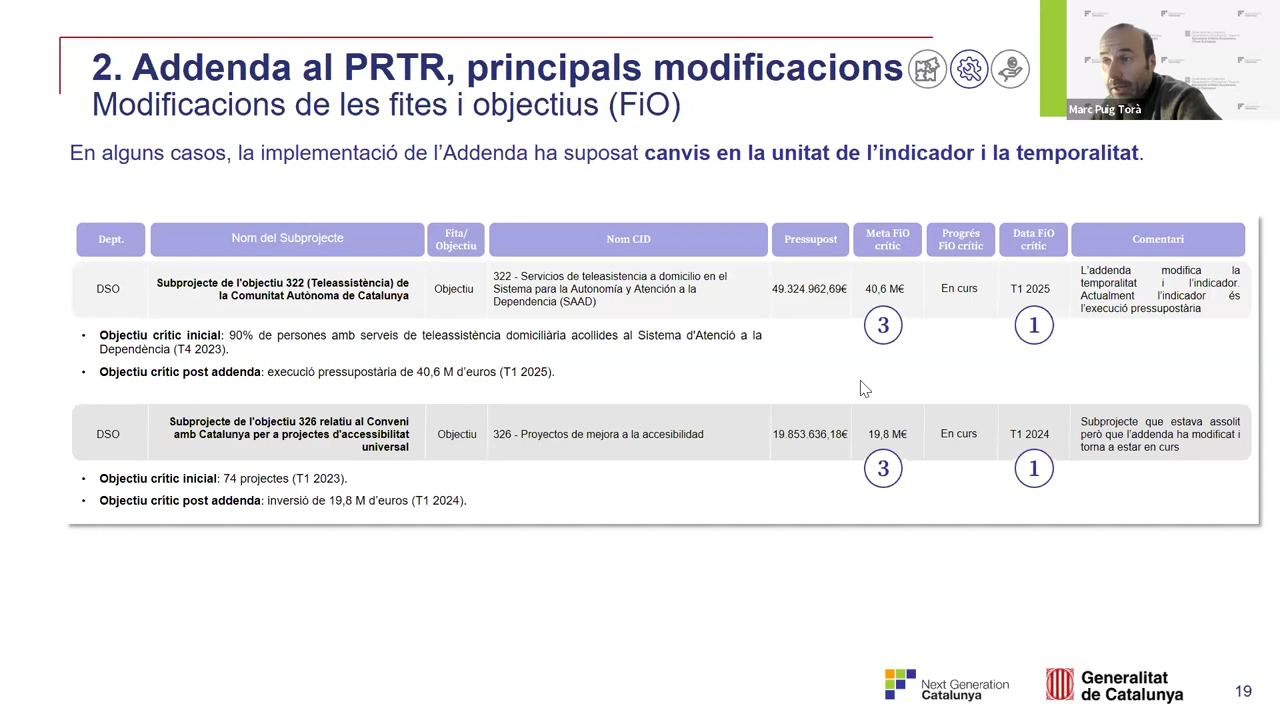 2. Addenda al PRTR, principals modificacions
Modificacions de les fites i objectius (FiO)
Marc Puig Torà
En alguns casos, la implementació de l'Addenda ha suposat canvis en la unitat de l'indicador i la temporalitat.
Dept.
Nom del Subprojecte
Fita/
Objectiu
Nom CID
Pressupost
Meta FiO
crític
Progrés
FiO crític
Data FiO
crític
Comentari
DSO
Subprojecte de l'objectiu 322 (Teleassistència) de
la Comunitat Autònoma de Catalunya
Objectiu
322 - Servicios de teleasistencia a domicilio en el
Sistema para la Autonomía y Atención a la
Dependencia (SAAD)
49.324.962,69€
40,6 M€
En curs
T1 2025
L'addenda modifica la
temporalitat i l'indicador.
Actualment l'indicador és
l'execució pressupostària
3
1
• Objectiu crític inicial: 90% de persones amb serveis de teleassistència domiciliària acollides al Sistema d'Atenció a la
Dependència (T4 2023).
• Objectiu crític post addenda: execució pressupostària de 40,6 M d'euros (T1 2025).
DSO
Subprojecte de l'objectiu 326 relatiu al Conveni
amb Catalunya per a projectes d'accessibilitat
universal
Objectiu
326 - Proyectos de mejora a la accesibilidad
19.853.636,18€
19,8 M€
En curs
T1 2024
Subprojecte que estava assolit
però que l'addenda ha modificat i
torna a estar en curs
3
1
• Objectiu crític inicial: 74 projectes (T1 2023).
• Objectiu crític post addenda: inversió de 19,8 M d'euros (T1 2024).
Next Generation
Catalunya
Generalitat
de Catalunya
19